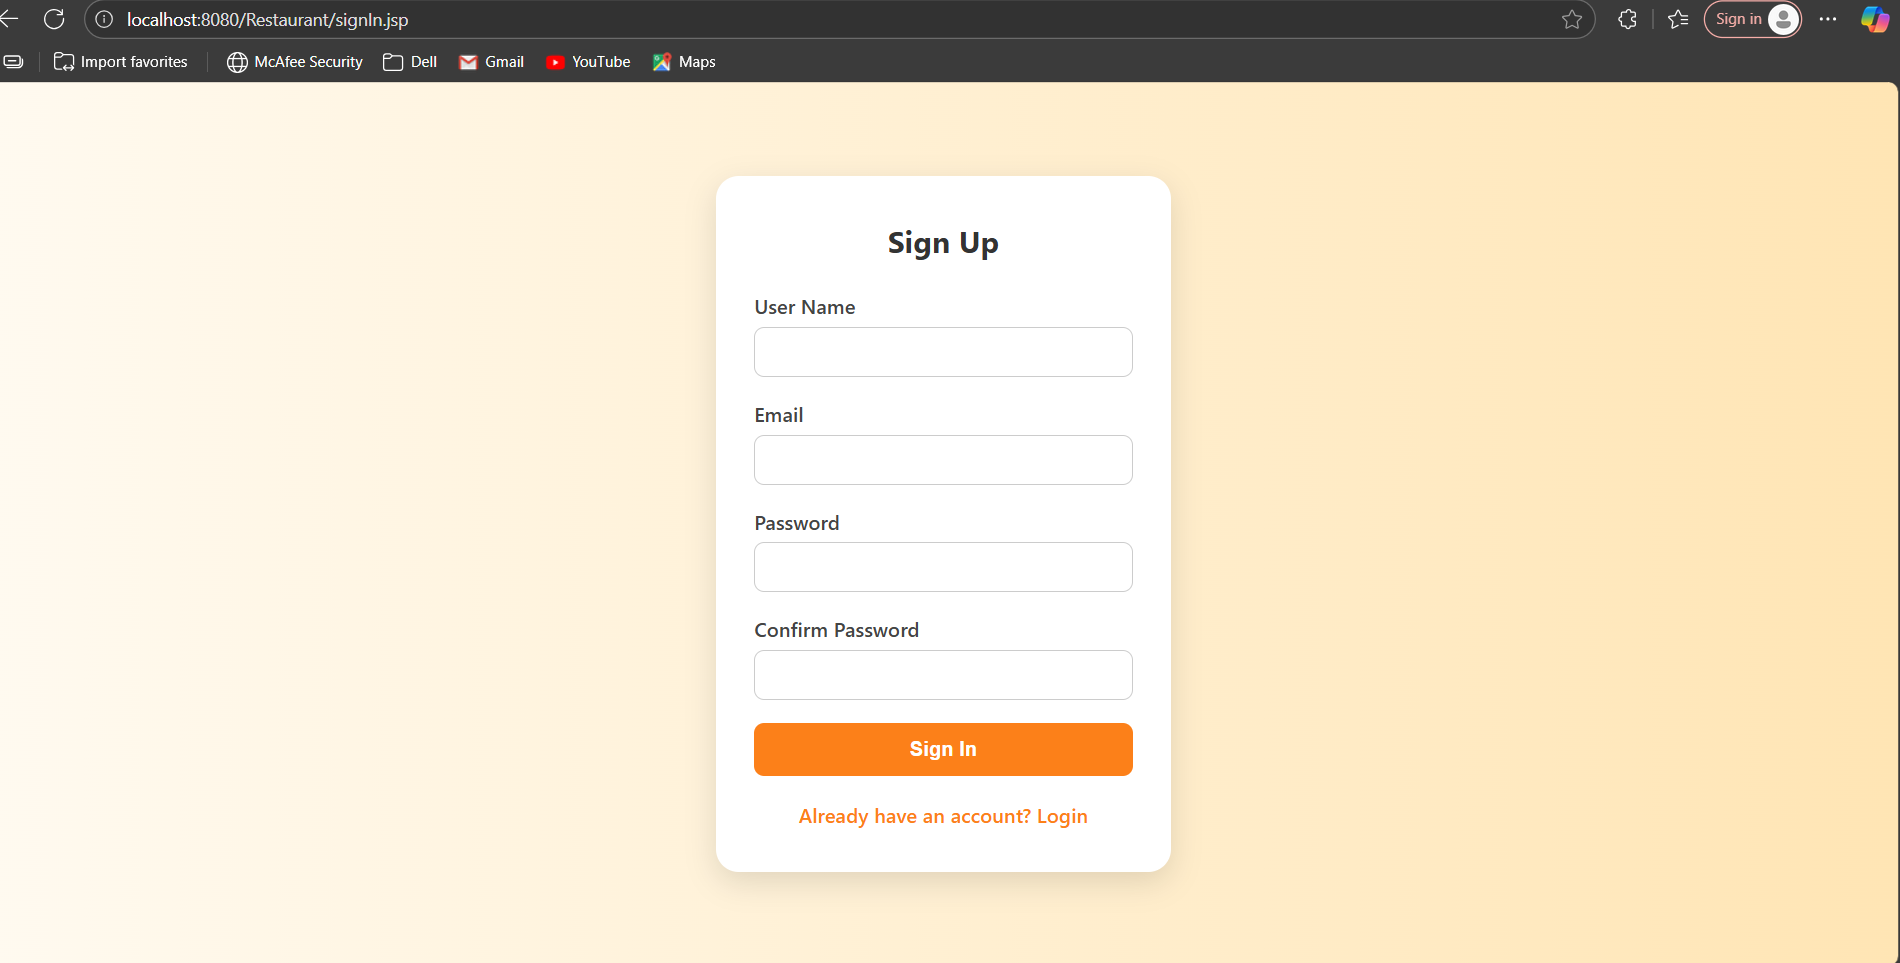 localhost:8080/Restaurant/signIn.jsp
Sign in
Import favorites
McAfee Security
Dell
Gmail
YouTube
Maps
Sign Up
User Name
Email
Password
Confirm Password
Sign In
Already have an account? Login